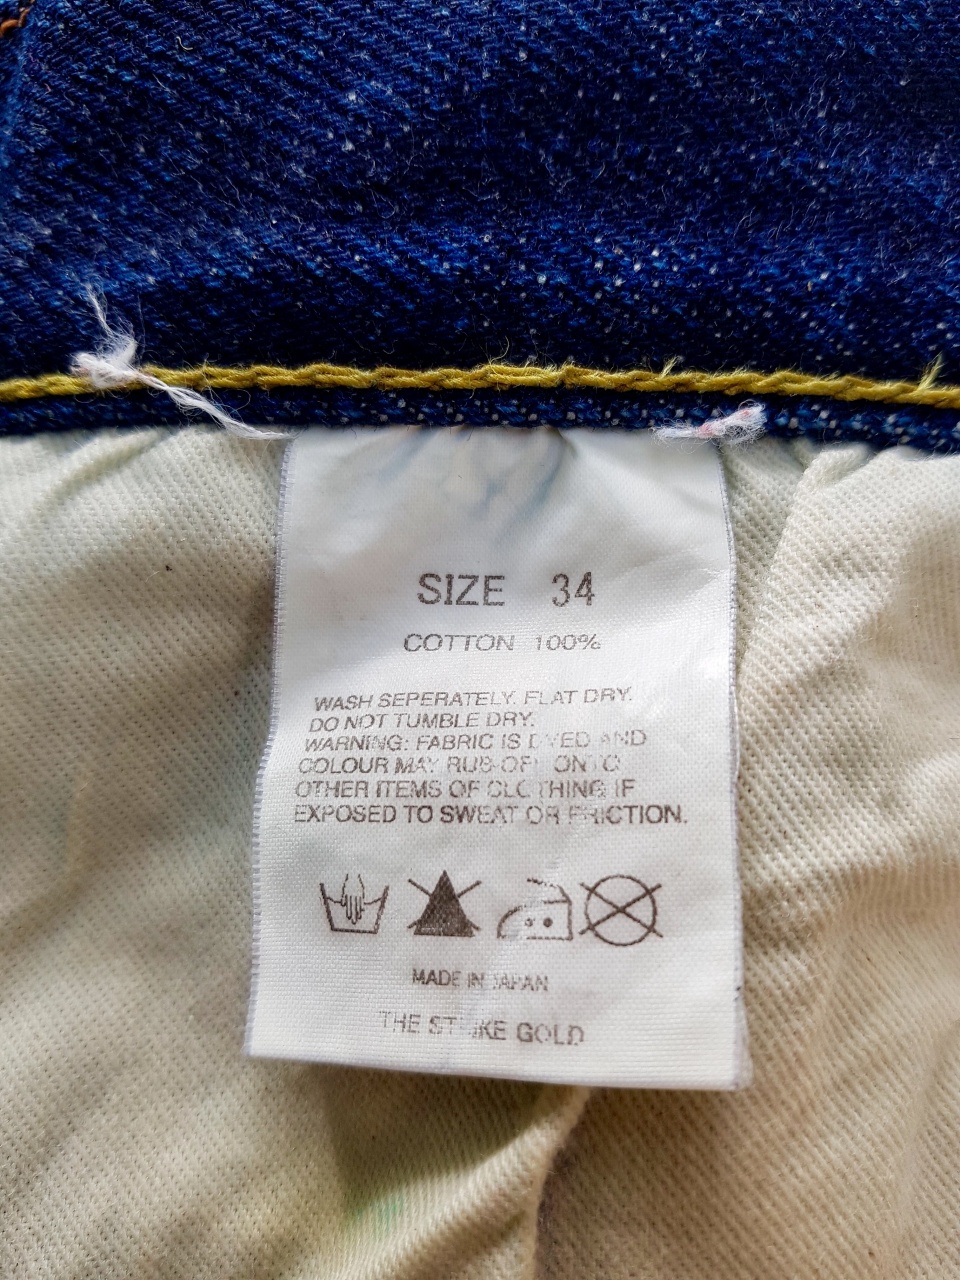 SIZE 34
COTTON 100%
WASH SEPERATELY. FLAT DRY.
DO NOT TUMBLE DRY.
WARNING: FABRIC IS DYED AND
COLOUR MAY RUB-OFF ONTO
OTHER ITEMS OF CLOTHING IF
EXPOSED TO SWEAT OR FRICTION.
MADE IN JAPAN
THE STRIKE GOLD